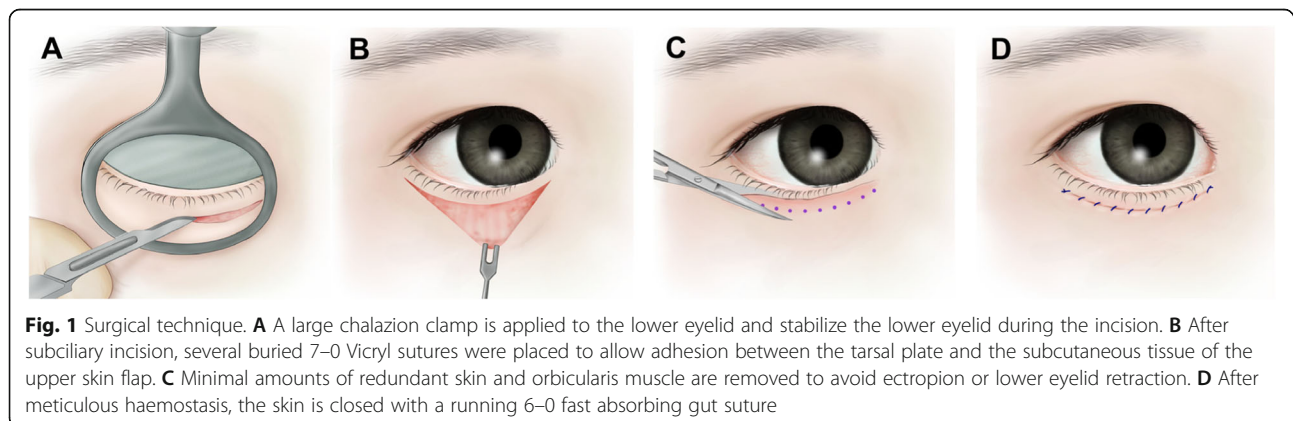 A
B
C
D
Fig. 1 Surgical technique. A A large chalazion clamp is applied to the lower eyelid and stabilize the lower eyelid during the incision. B After
subciliary incision, several buried 7–0 Vicryl sutures were placed to allow adhesion between the tarsal plate and the subcutaneous tissue of the
upper skin flap. C Minimal amounts of redundant skin and orbicularis muscle are removed to avoid ectropion or lower eyelid retraction. D After
meticulous haemostasis, the skin is closed with a running 6–0 fast absorbing gut suture